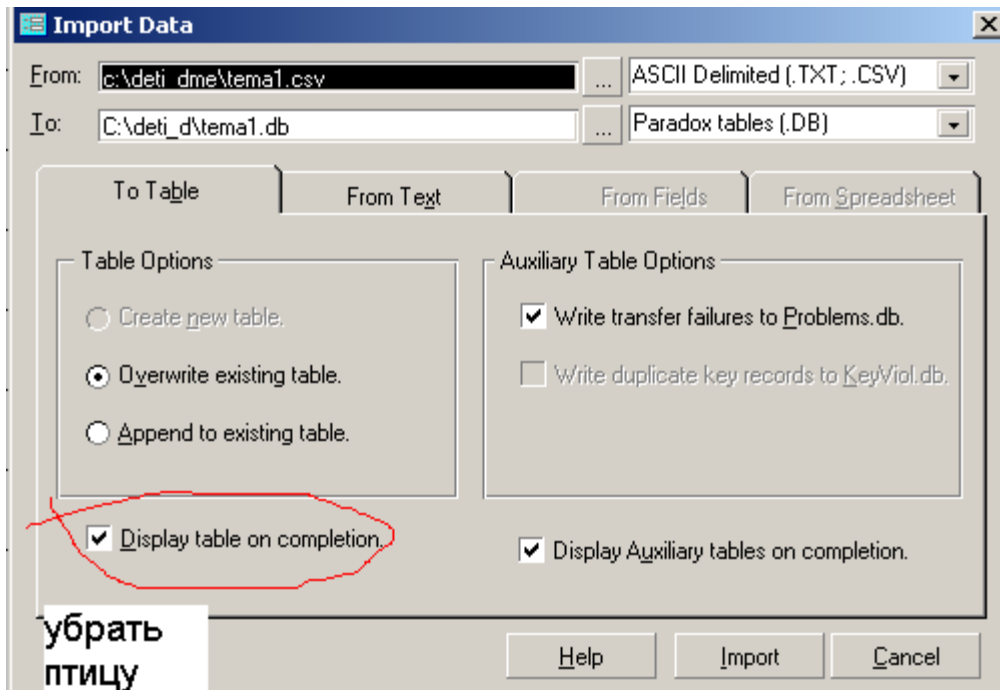 Import Data
From: c:\deti_dme\tema1.csv ... ASCII Delimited (.TXT; .CSV)
To: C:\deti_d\tema1.db ... Paradox tables (.DB)
To Table From Text From Fields From Spreadsheet
Table Options
Create new table.
Overwrite existing table.
Append to existing table.
Display table on completion.
Auxiliary Table Options
Write transfer failures to Problems.db.
Write duplicate key records to KeyViol.db.
Display Auxiliary tables on completion.
убрать
птицу
Help Import Cancel